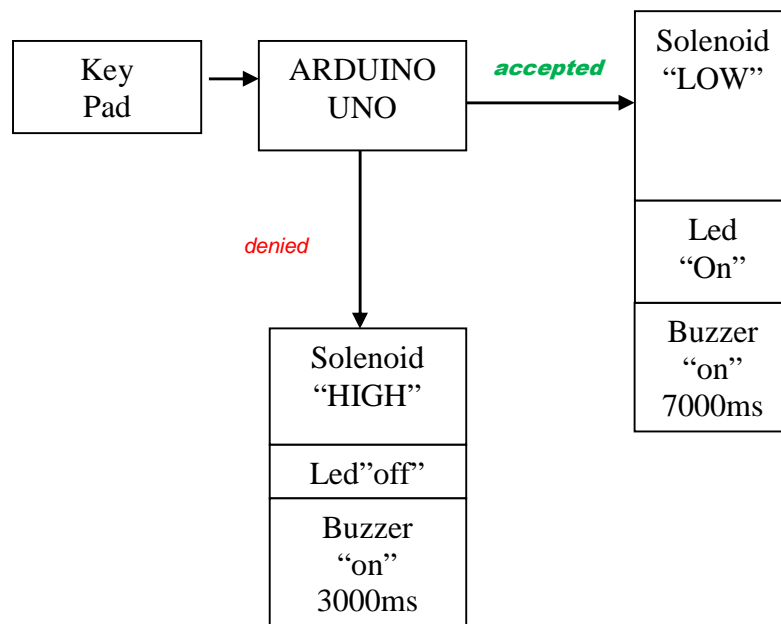 Key
Pad
ARDUINO
UNO
accepted
Solenoid
“LOW”
Led
“On”
Buzzer
“on”
7000ms
denied
Solenoid
“HIGH”
Led”off”
Buzzer
“on”
3000ms